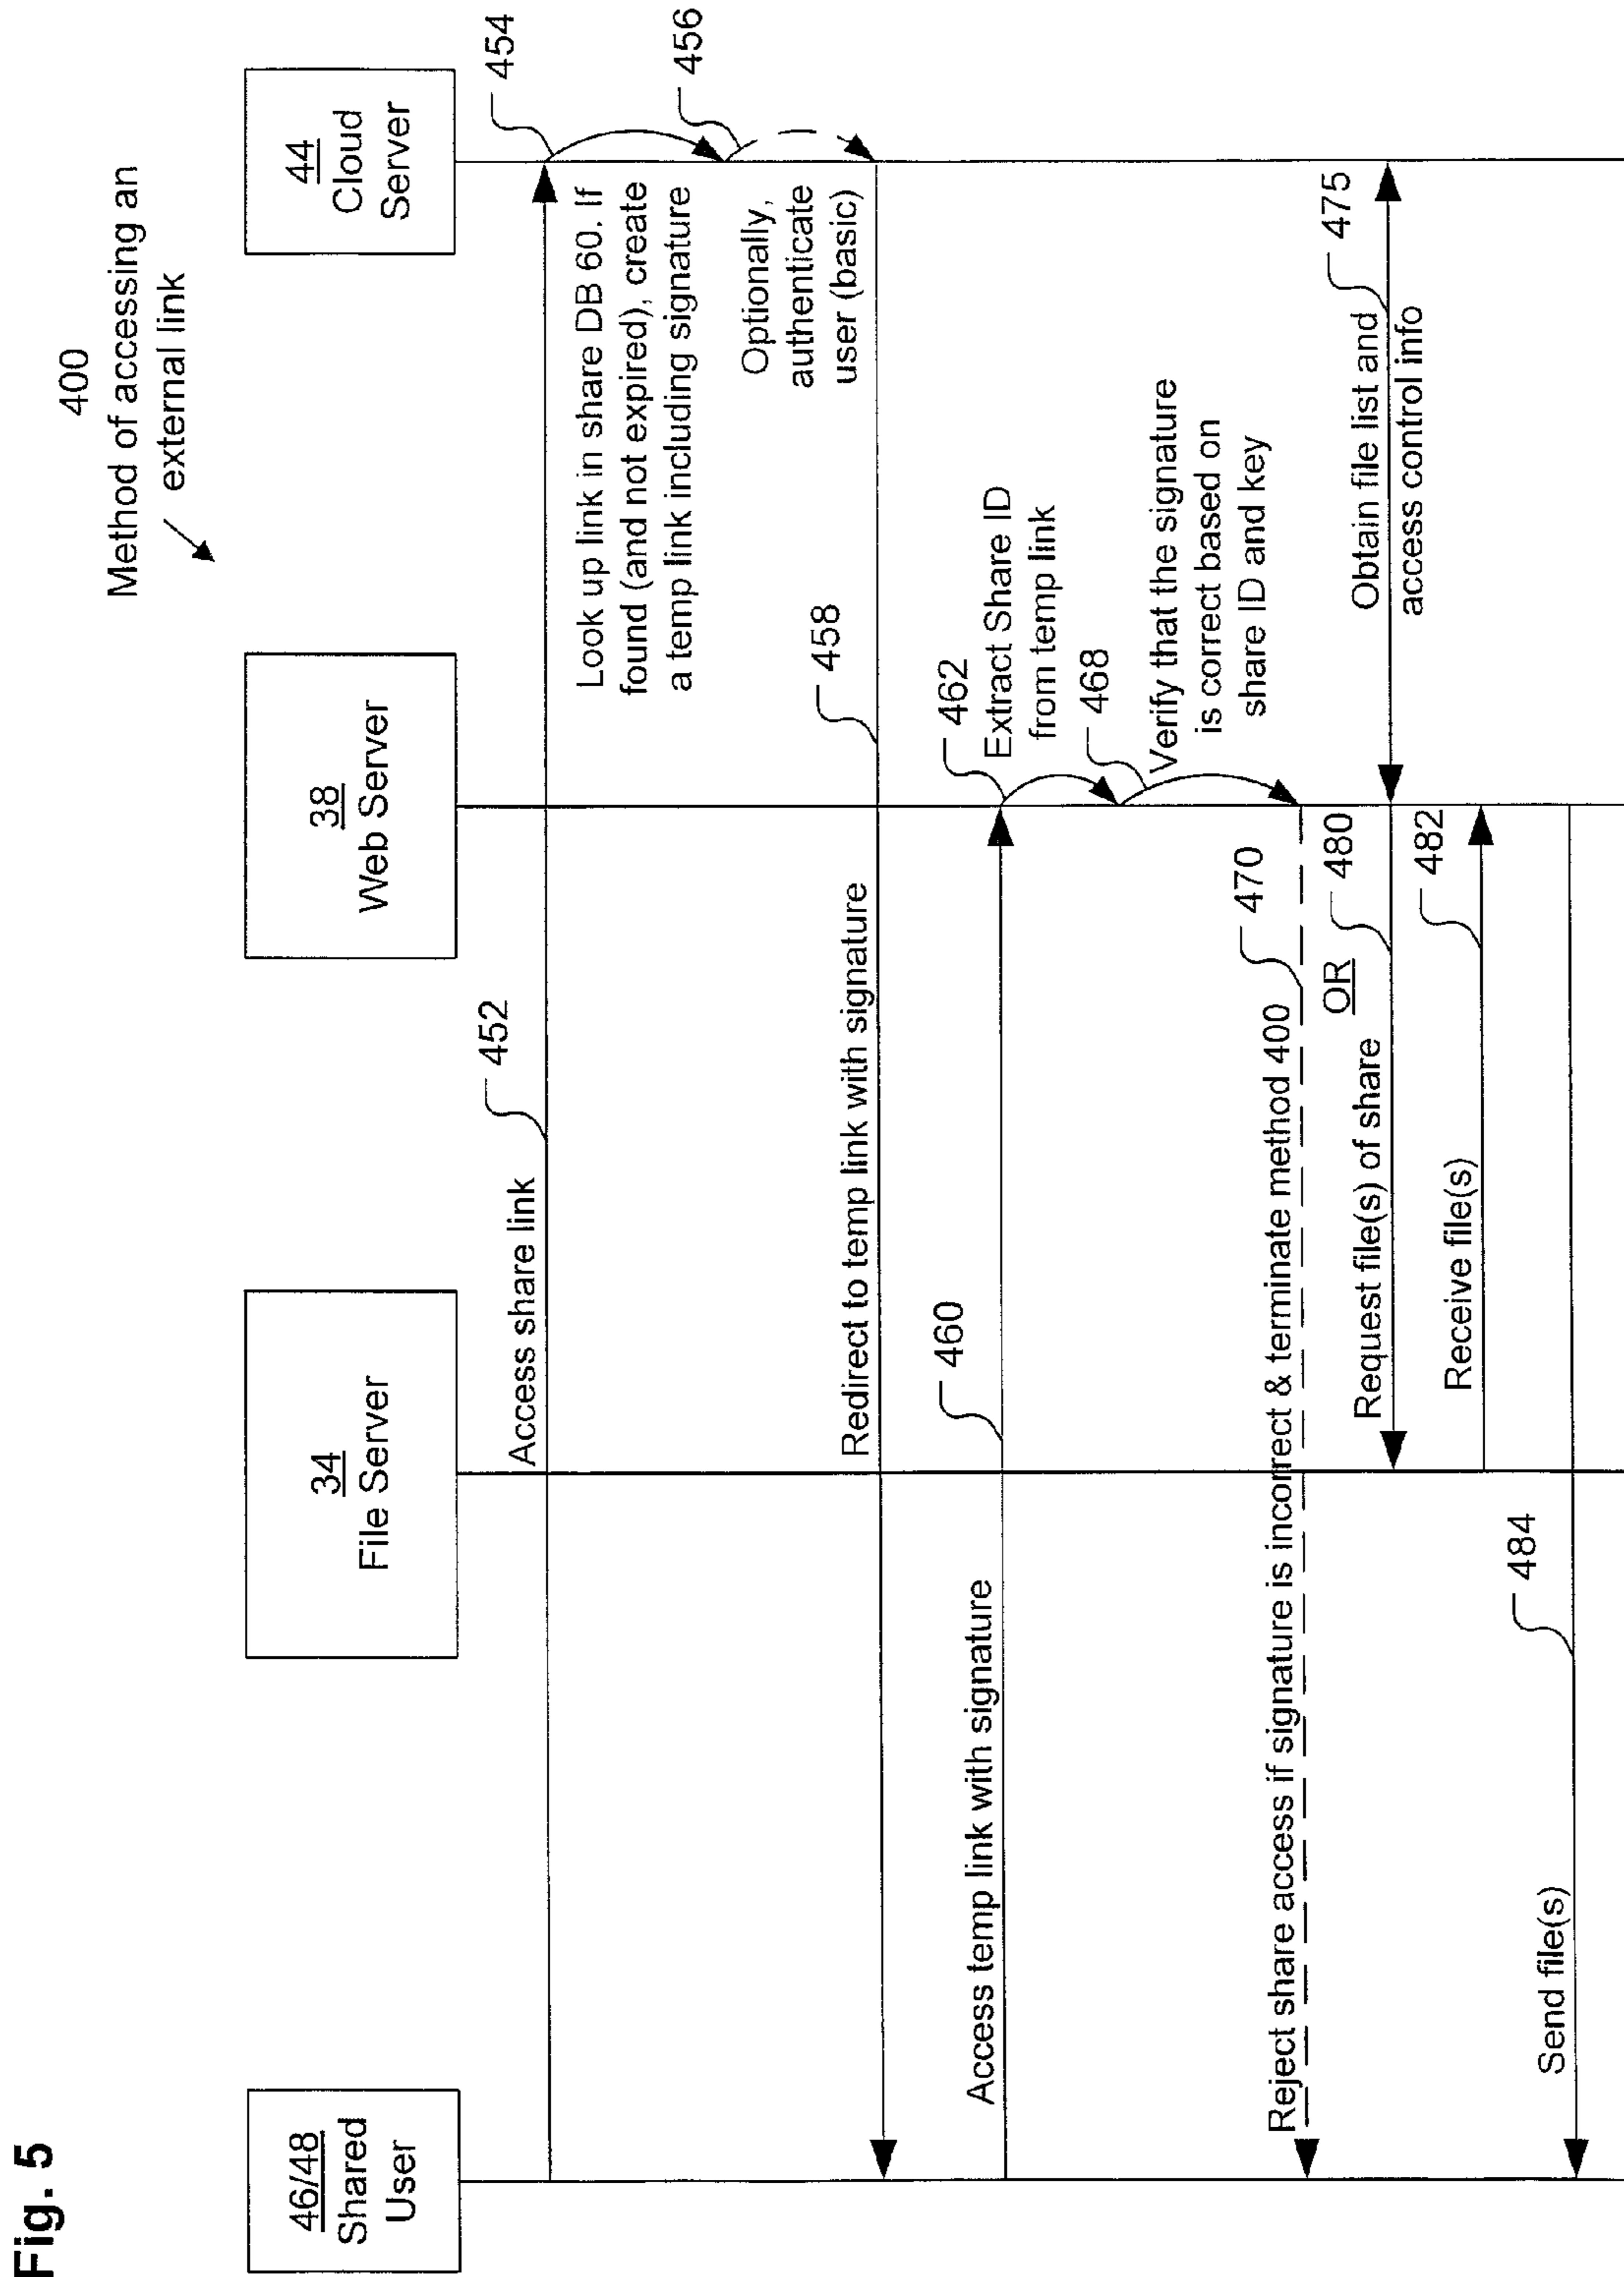 Fig. 5
400
Method of accessing an
external link
46/48
Shared
User
34
File Server
38
Web Server
44
Cloud
Server
Access share link
452
454
Look up link in share DB 60. If
found (and not expired), create
a temp link including signature
456
Optionally,
authenticate
user (basic)
Redirect to temp link with signature
458
Access temp link with signature
460
462
Extract Share ID
from temp link
468
Verify that the signature
is correct based on
share ID and key
Reject share access if signature is incorrect & terminate method 400
470
OR
Request file(s) of share
480
Obtain file list and
access control info
475
Receive file(s)
482
Send file(s)
484